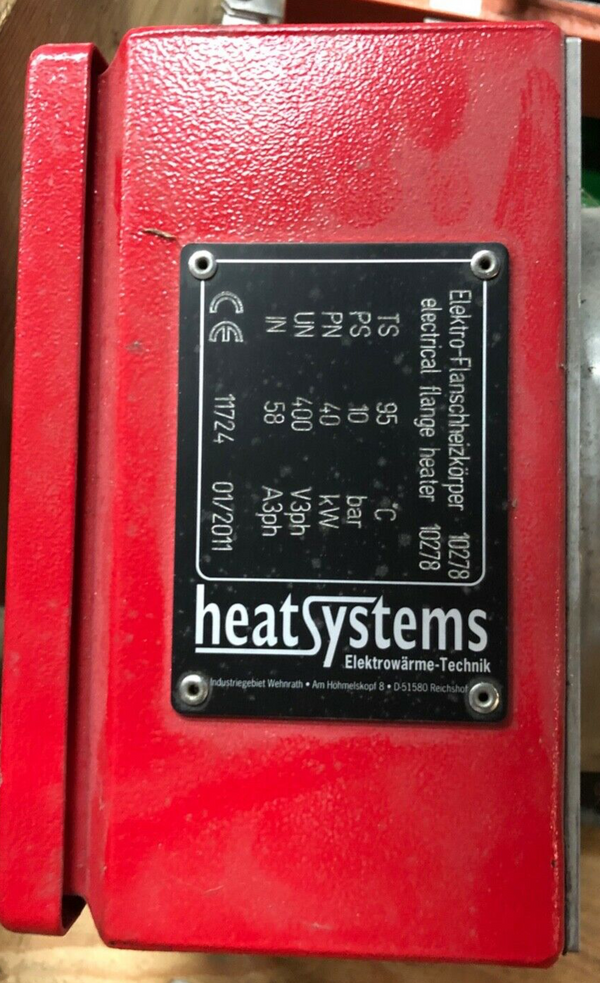 Elektro-Flanschheizkörper 10278
electrical flange heater 10278
TS 95 °C
PS 10 bar
PN 40 kW
UN 400 V3ph
IN 58 A3ph
CE 11724 01/2011
heatsystems
Elektrowärme-Technik
Industriegebiet Wehnrath • Am Höhmelskopf 8 • D-51580 Reichshof